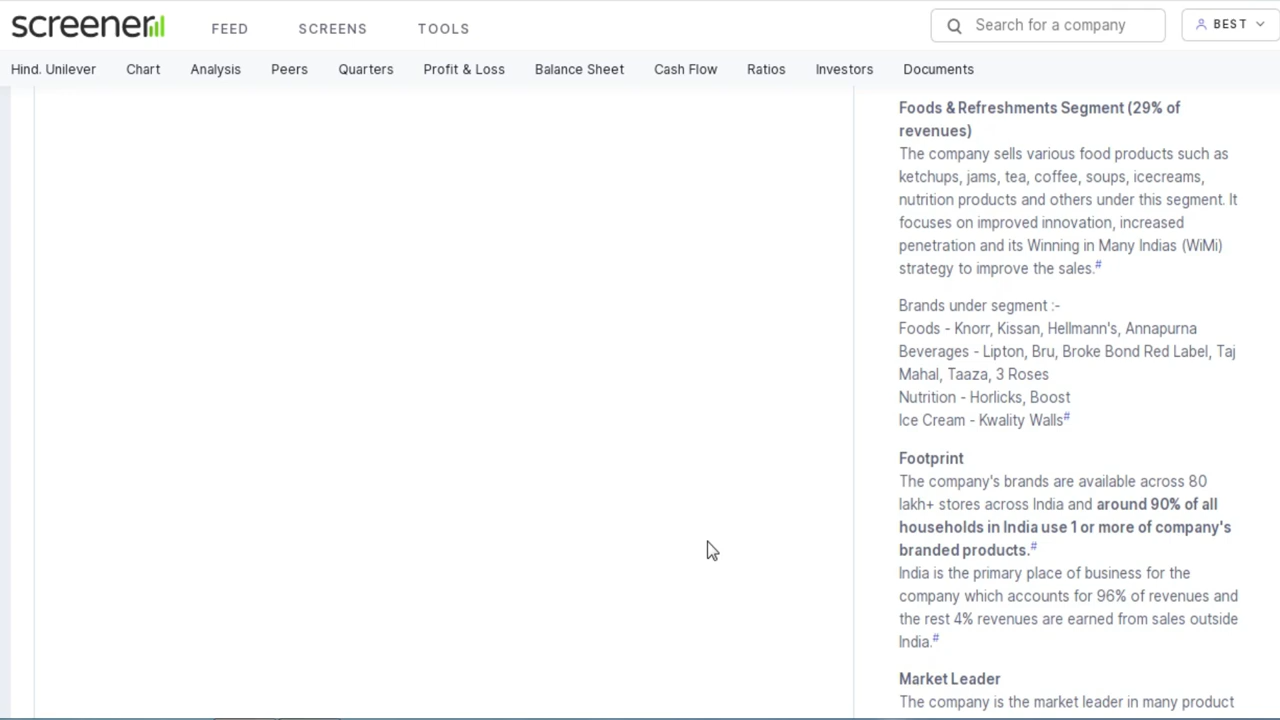 screener
FEED
SCREENS
TOOLS
Search for a company
BEST
Hind. Unilever
Chart
Analysis
Peers
Quarters
Profit & Loss
Balance Sheet
Cash Flow
Ratios
Investors
Documents
Foods & Refreshments Segment (29% of
revenues)
The company sells various food products such as
ketchups, jams, tea, coffee, soups, icecreams,
nutrition products and others under this segment. It
focuses on improved innovation, increased
penetration and its Winning in Many Indias (WiMi)
strategy to improve the sales.#
Brands under segment :-
Foods - Knorr, Kissan, Hellmann's, Annapurna
Beverages - Lipton, Bru, Broke Bond Red Label, Taj
Mahal, Taaza, 3 Roses
Nutrition - Horlicks, Boost
Ice Cream - Kwality Walls#
Footprint
The company's brands are available across 80
lakh+ stores across India and around 90% of all
households in India use 1 or more of company's
branded products.#
India is the primary place of business for the
company which accounts for 96% of revenues and
the rest 4% revenues are earned from sales outside
India.#
Market Leader
The company is the market leader in many product